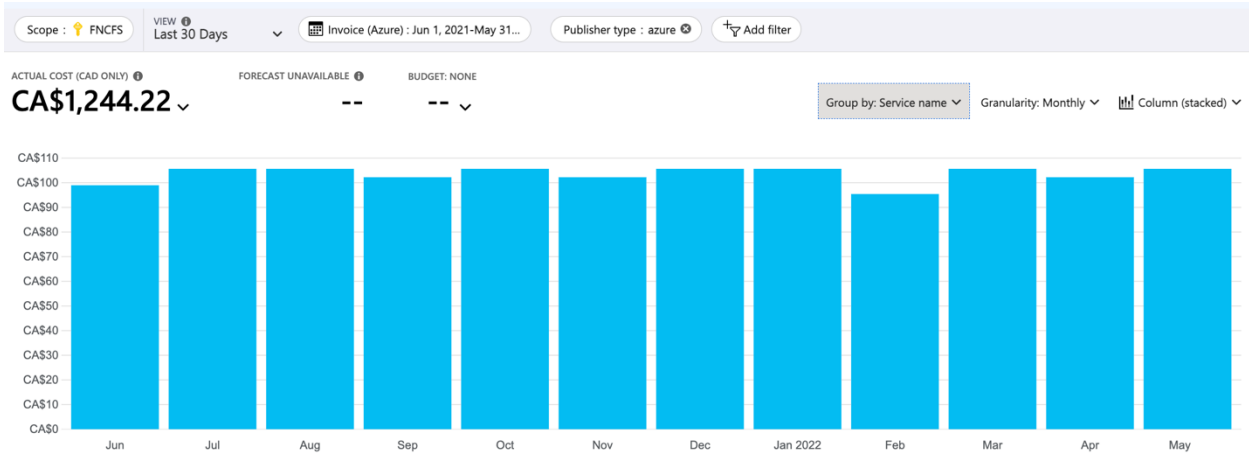 Scope : FNCFS
VIEW
Last 30 Days
Invoice (Azure) : Jun 1, 2021-May 31...
Publisher type : azure
Add filter
ACTUAL COST (CAD ONLY)
CA$1,244.22
FORECAST UNAVAILABLE
--
BUDGET: NONE
--
Group by: Service name
Granularity: Monthly
Column (stacked)
CA$110
CA$100
CA$90
CA$80
CA$70
CA$60
CA$50
CA$40
CA$30
CA$20
CA$10
CA$0
Jun Jul Aug Sep Oct Nov Dec Jan 2022 Feb Mar Apr May